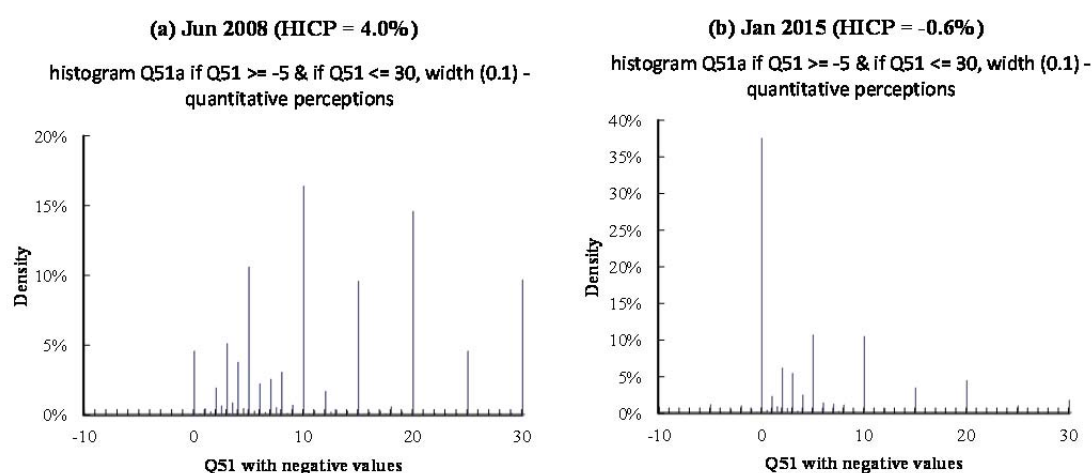 (a) Jun 2008 (HICP = 4.0%)
histogram Q51a if Q51 >= -5 & if Q51 <= 30, width (0.1) -
quantitative perceptions
20%
15%
10%
5%
0%
Density
-10
0
10
20
30
Q51 with negative values
(b) Jan 2015 (HICP = -0.6%)
histogram Q51a if Q51 >= -5 & if Q51 <= 30, width (0.1) -
quantitative perceptions
40%
35%
30%
25%
20%
15%
10%
5%
0%
Density
-10
0
10
20
30
Q51 with negative values